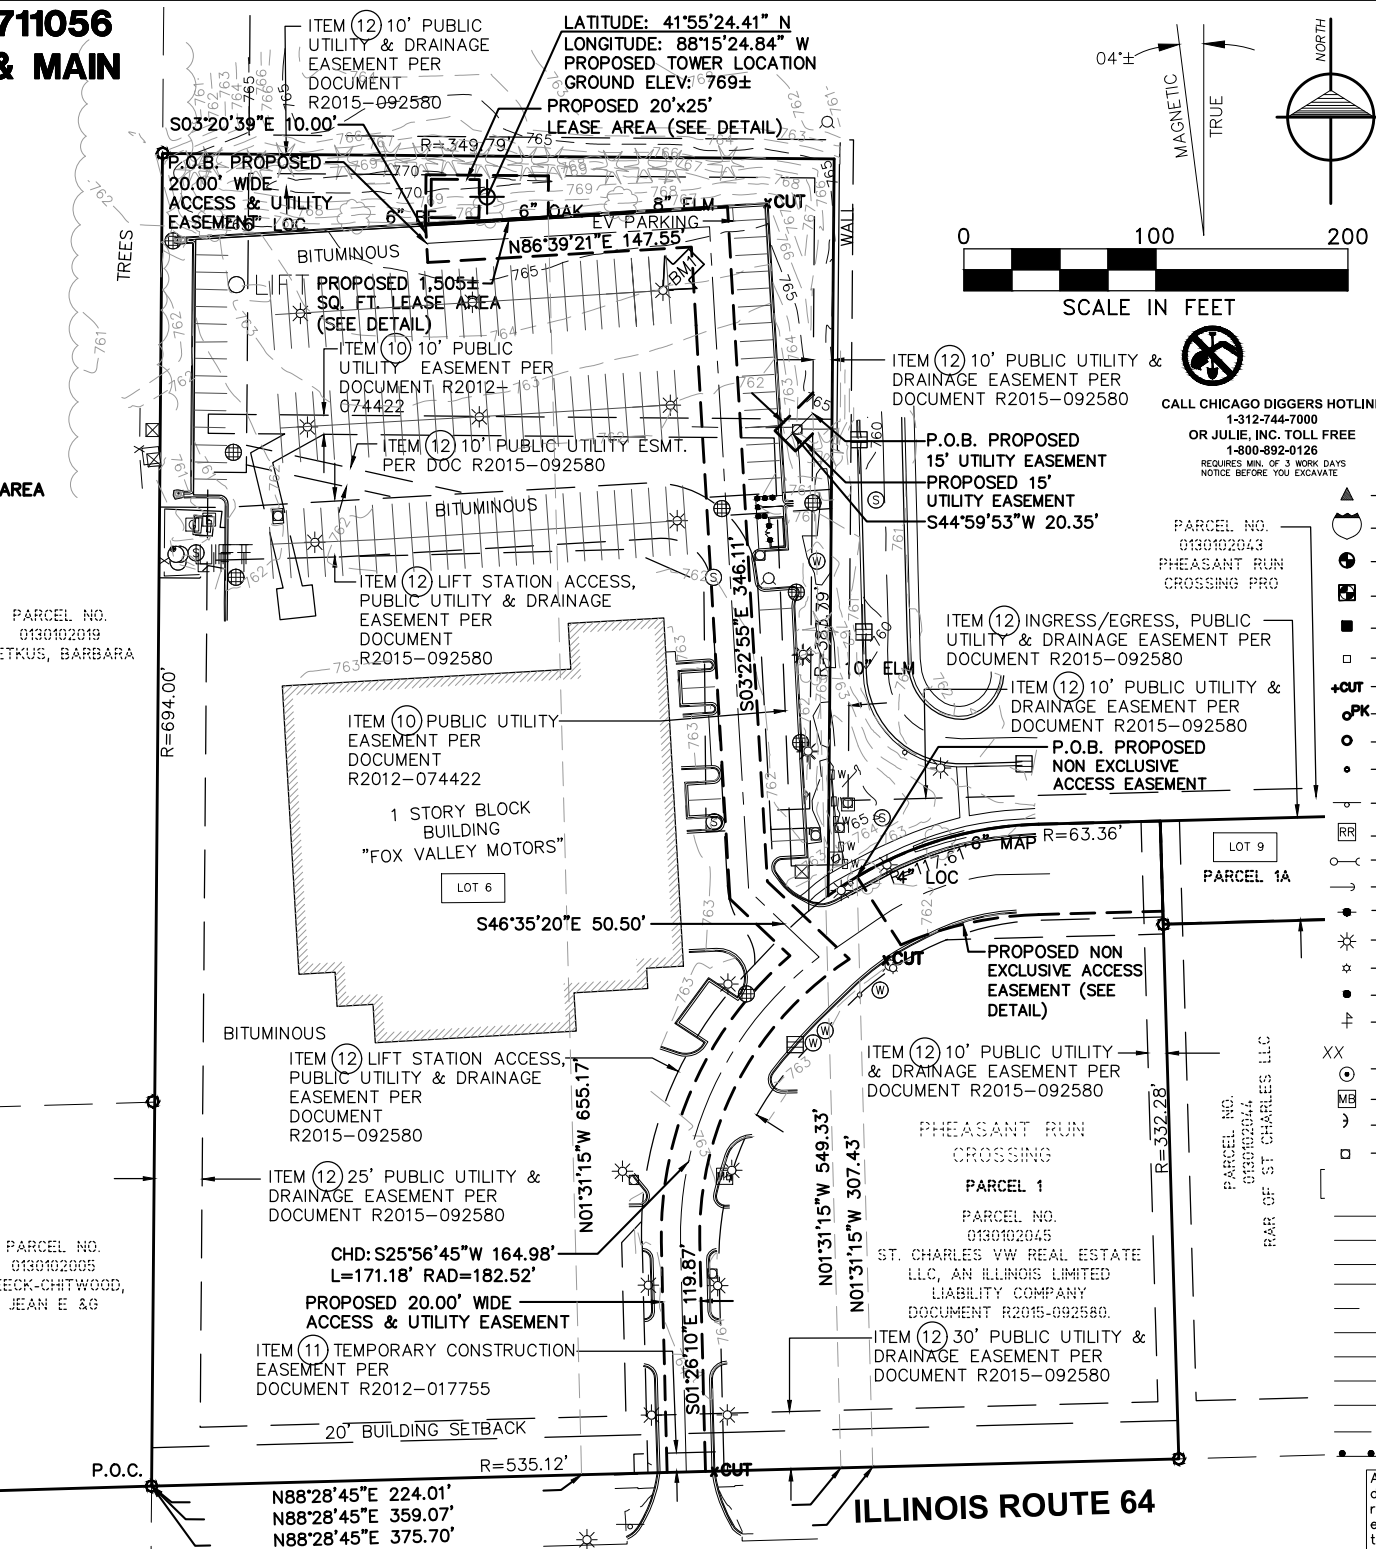 711056
& MAIN
ITEM 12 10' PUBLIC
UTILITY & DRAINAGE
EASEMENT PER
DOCUMENT
R2015-092580
LATITUDE: 41°55'24.41" N
LONGITUDE: 88°15'24.84" W
PROPOSED TOWER LOCATION
GROUND ELEV: 769±
PROPOSED 20'x25'
LEASE AREA (SEE DETAIL)
04°±
MAGNETIC
TRUE
NORTH
0 100 200
SCALE IN FEET
S03°20'39"E 10.00'
R=349.79'
P.O.B. PROPOSED
20.00' WIDE
ACCESS & UTILITY
EASEMENT
LOC
6" OAK
8" ELM
CUT
EV PARKING
N86°39'21"E 147.55'
BITUMINOUS
TREES
WALL
LIFT
BM1
PROPOSED 1,505±
SQ. FT. LEASE AREA
(SEE DETAIL)
ITEM 10 10' PUBLIC
UTILITY EASEMENT PER
DOCUMENT R2012-
074422
ITEM 12 10' PUBLIC UTILITY ESMT.
PER DOC R2015-092580
BITUMINOUS
ITEM 12 10' PUBLIC UTILITY &
DRAINAGE EASEMENT PER
DOCUMENT R2015-092580
CALL CHICAGO DIGGERS HOTLIN
1-312-744-7000
OR JULIE, INC. TOLL FREE
1-800-892-0126
REQUIRES MIN. OF 3 WORK DAYS
NOTICE BEFORE YOU EXCAVATE
P.O.B. PROPOSED
15' UTILITY EASEMENT
PROPOSED 15'
UTILITY EASEMENT
S44°59'53"W 20.35'
AREA
PARCEL NO.
0130102043
PHEASANT RUN
CROSSING PRO
ITEM 12 LIFT STATION ACCESS,
PUBLIC UTILITY & DRAINAGE
EASEMENT PER
DOCUMENT
R2015-092580
S03°22'55"E 346.11'
R=383.79'
10" ELM
PARCEL NO.
0130102019
ETKUS, BARBARA
ITEM 12 INGRESS/EGRESS, PUBLIC
UTILITY & DRAINAGE EASEMENT PER
DOCUMENT R2015-092580
ITEM 12 10' PUBLIC UTILITY &
DRAINAGE EASEMENT PER
DOCUMENT R2015-092580
+CUT
PK
P.O.B. PROPOSED
NON EXCLUSIVE
ACCESS EASEMENT
R=694.00'
ITEM 10 PUBLIC UTILITY
EASEMENT PER
DOCUMENT
R2012-074422
1 STORY BLOCK
BUILDING
"FOX VALLEY MOTORS"
LOT 6
R=117.61'
6" MAP
R=63.36'
4" LOC
RR
LOT 9
PARCEL 1A
S46°35'20"E 50.50'
CUT
PROPOSED NON
EXCLUSIVE ACCESS
EASEMENT (SEE
DETAIL)
BITUMINOUS
ITEM 12 LIFT STATION ACCESS,
PUBLIC UTILITY & DRAINAGE
EASEMENT PER
DOCUMENT
R2015-092580
N01°31'15"W 655.17'
ITEM 12 10' PUBLIC UTILITY
& DRAINAGE EASEMENT PER
DOCUMENT R2015-092580
XX
MB
R=332.28'
PARCEL NO.
0130102044
RAR OF ST CHARLES LLC
PHEASANT RUN
CROSSING
PARCEL 1
PARCEL NO.
0130102045
ST. CHARLES VW REAL ESTATE
LLC, AN ILLINOIS LIMITED
LIABILITY COMPANY
DOCUMENT R2015-092580.
N01°31'15"W 549.33'
N01°31'15"W 307.43'
ITEM 12 25' PUBLIC UTILITY &
DRAINAGE EASEMENT PER
DOCUMENT R2015-092580
PARCEL NO.
0130102005
EECK-CHITWOOD,
JEAN E &G
CHD: S25°56'45"W 164.98'
L=171.18' RAD=182.52'
PROPOSED 20.00' WIDE
ACCESS & UTILITY EASEMENT
S01°26'10"E 119.87'
ITEM 11 TEMPORARY CONSTRUCTION
EASEMENT PER
DOCUMENT R2012-017755
ITEM 12 30' PUBLIC UTILITY &
DRAINAGE EASEMENT PER
DOCUMENT R2015-092580
20' BUILDING SETBACK
P.O.C.
R=535.12'
CUT
N88°28'45"E 224.01'
N88°28'45"E 359.07'
N88°28'45"E 375.70'
ILLINOIS ROUTE 64